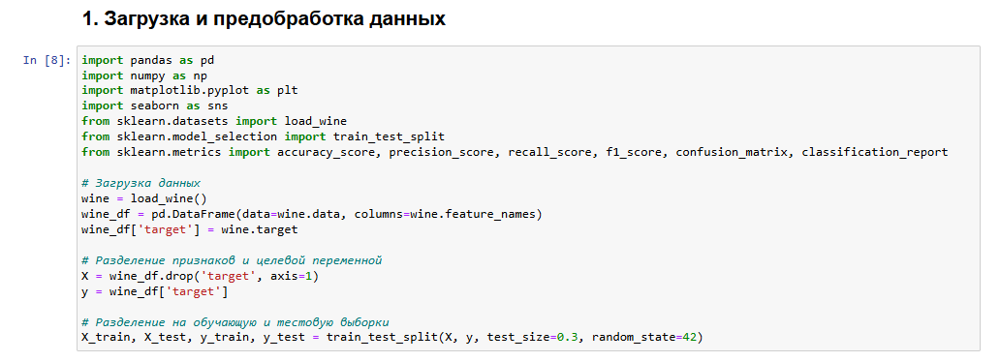 1. Загрузка и предобработка данных
In [8]:
import pandas as pd
import numpy as np
import matplotlib.pyplot as plt
import seaborn as sns
from sklearn.datasets import load_wine
from sklearn.model_selection import train_test_split
from sklearn.metrics import accuracy_score, precision_score, recall_score, f1_score, confusion_matrix, classification_report

# Загрузка данных
wine = load_wine()
wine_df = pd.DataFrame(data=wine.data, columns=wine.feature_names)
wine_df['target'] = wine.target

# Разделение признаков и целевой переменной
X = wine_df.drop('target', axis=1)
y = wine_df['target']

# Разделение на обучающую и тестовую выборки
X_train, X_test, y_train, y_test = train_test_split(X, y, test_size=0.3, random_state=42)